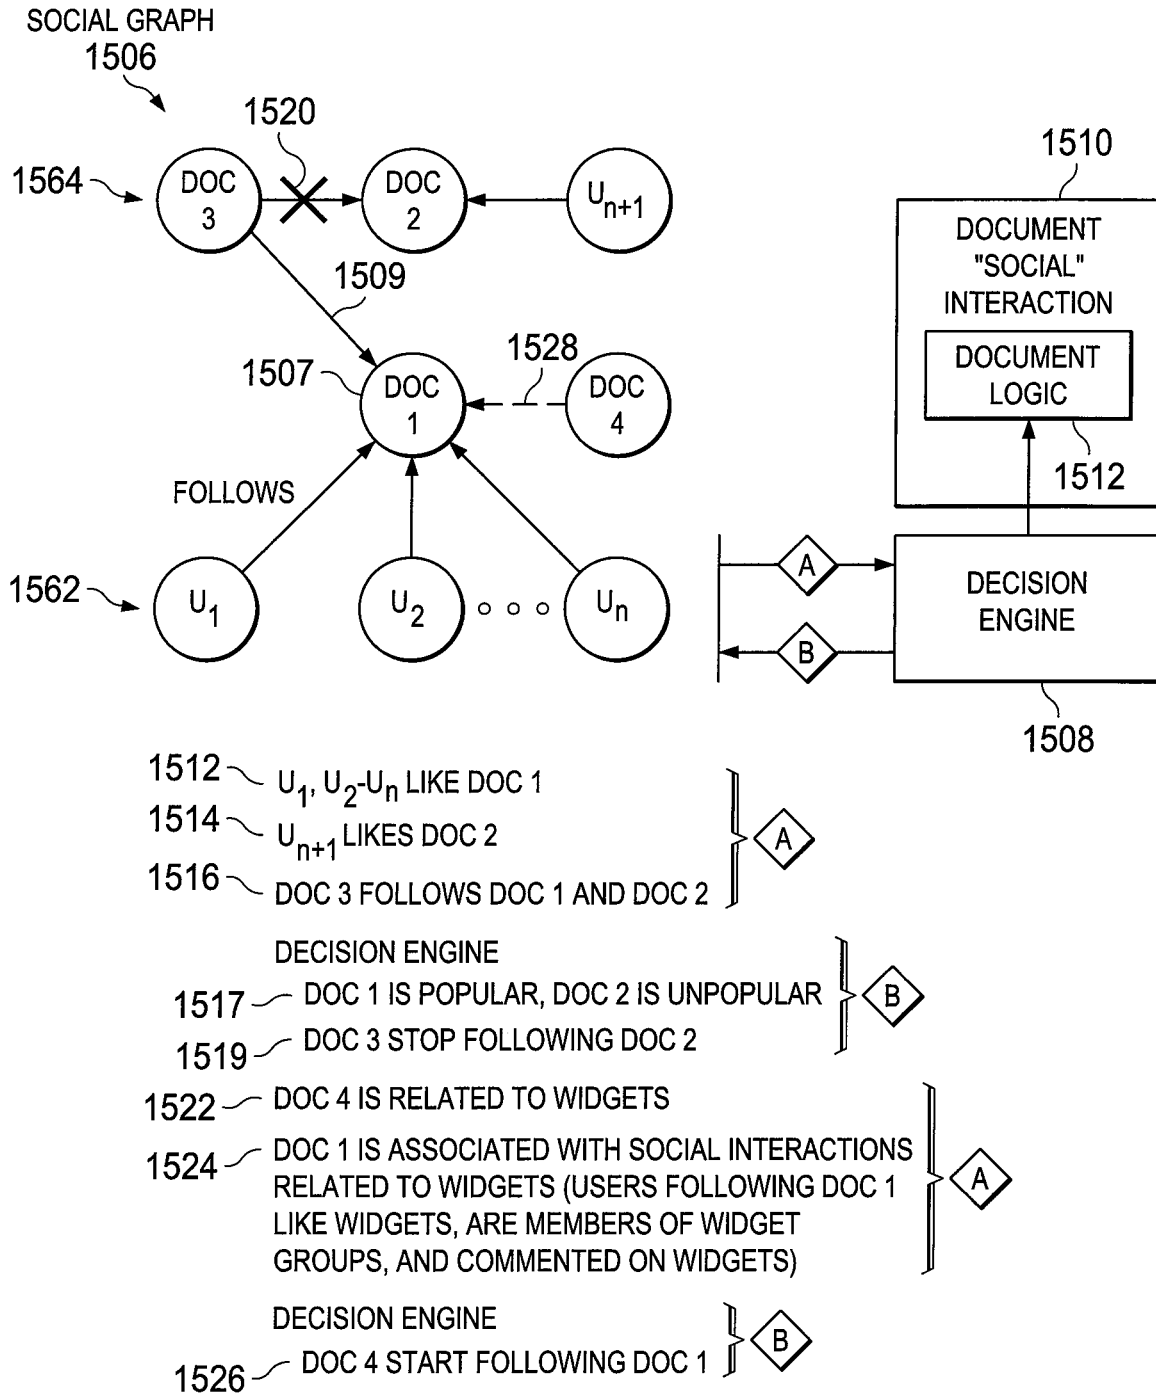 SOCIAL GRAPH
1506
1520
1564
DOC
3
DOC
2
Un+1
1509
1507
DOC
1
1528
DOC
4
FOLLOWS
1562
U1
U2
Un
1510
DOCUMENT
"SOCIAL"
INTERACTION
DOCUMENT
LOGIC
1512
A
B
DECISION
ENGINE
1508
1512 U1, U2-Un LIKE DOC 1
1514 Un+1 LIKES DOC 2
1516 DOC 3 FOLLOWS DOC 1 AND DOC 2
A
DECISION ENGINE
1517 DOC 1 IS POPULAR, DOC 2 IS UNPOPULAR
1519 DOC 3 STOP FOLLOWING DOC 2
B
1522 DOC 4 IS RELATED TO WIDGETS
1524 DOC 1 IS ASSOCIATED WITH SOCIAL INTERACTIONS
RELATED TO WIDGETS (USERS FOLLOWING DOC 1
LIKE WIDGETS, ARE MEMBERS OF WIDGET
GROUPS, AND COMMENTED ON WIDGETS)
A
DECISION ENGINE
1526 DOC 4 START FOLLOWING DOC 1
B